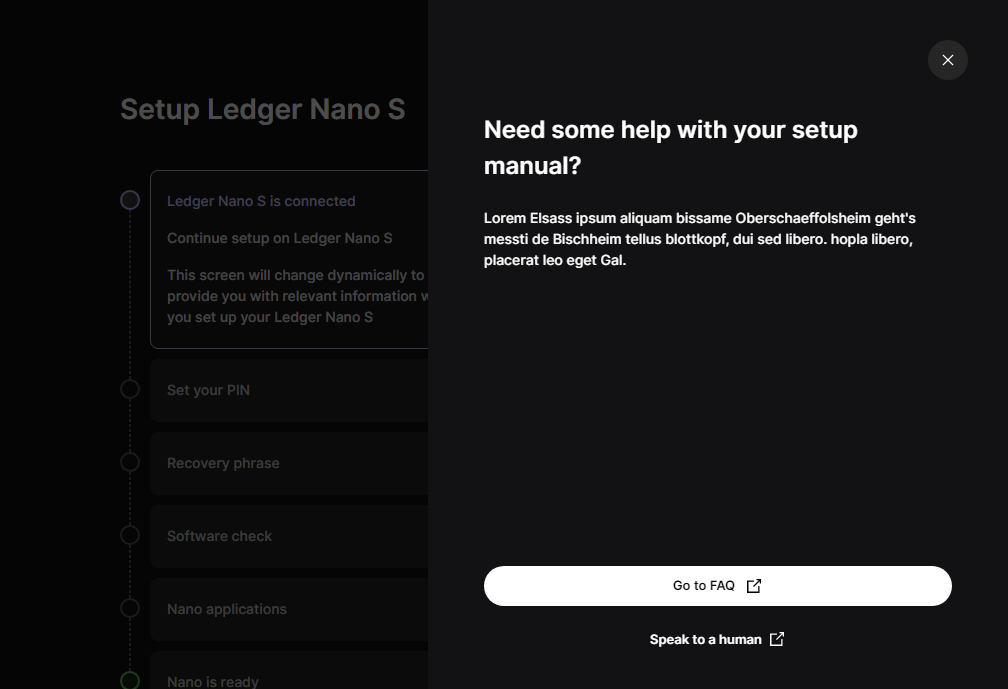 Setup Ledger Nano S
Ledger Nano S is connected
Continue setup on Ledger Nano S
This screen will change dynamically to
provide you with relevant information
you set up your Ledger Nano S
Set your PIN
Recovery phrase
Software check
Nano applications
Nano is ready
Need some help with your setup
manual?
Lorem Elsass ipsum aliquam bissame Oberschaeffolsheim geht's
messti de Bischheim tellus blottkopf, dui sed libero. hopla libero,
placerat leo eget Gal.
Go to FAQ
Speak to a human